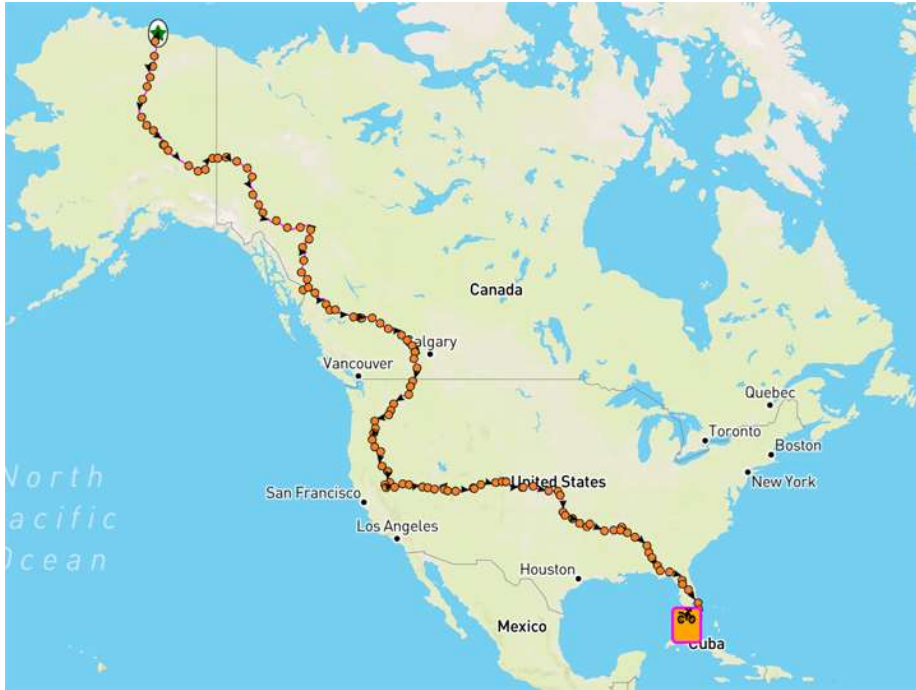 Canada
Calgary
Vancouver
Quebec
Toronto
Boston
North
Pacific
Ocean
United States
New York
San Francisco
Los Angeles
Houston
Mexico
Cuba